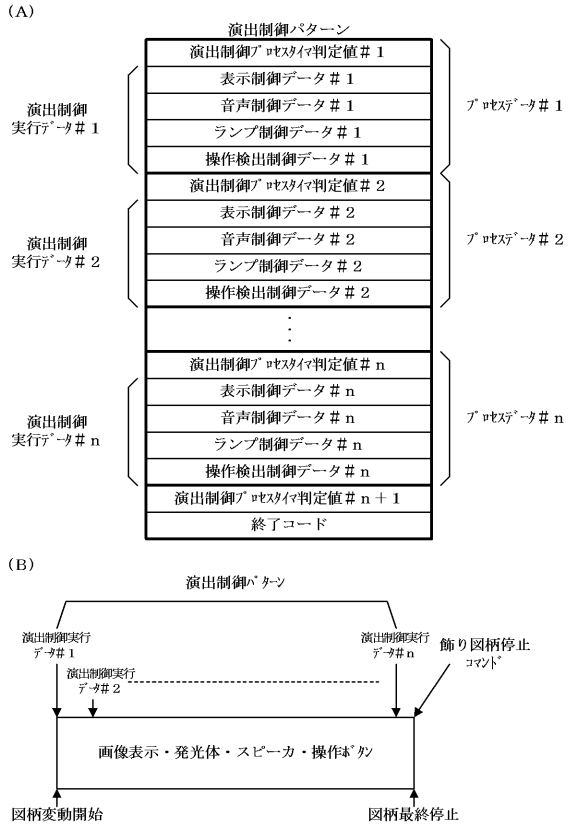 (A)
演出制御パターン
演出制御ﾌﾟﾛｾｽﾀｲﾏ判定値＃１
表示制御データ＃１
音声制御データ＃１
ランプ制御データ＃１
操作検出制御データ＃１
演出制御
実行ﾃﾞｰﾀ＃１
ﾌﾟﾛｾｽﾃﾞｰﾀ＃１
演出制御ﾌﾟﾛｾｽﾀｲﾏ判定値＃２
表示制御データ＃２
音声制御データ＃２
ランプ制御データ＃２
操作検出制御データ＃２
演出制御
実行ﾃﾞｰﾀ＃２
ﾌﾟﾛｾｽﾃﾞｰﾀ＃２
⋮
演出制御ﾌﾟﾛｾｽﾀｲﾏ判定値＃ｎ
表示制御データ＃ｎ
音声制御データ＃ｎ
ランプ制御データ＃ｎ
操作検出制御データ＃ｎ
演出制御
実行ﾃﾞｰﾀ＃ｎ
ﾌﾟﾛｾｽﾃﾞｰﾀ＃ｎ
演出制御ﾌﾟﾛｾｽﾀｲﾏ判定値＃ｎ＋１
終了コード
(B)
演出制御ﾊﾟﾀｰﾝ
演出制御実行
ﾃﾞｰﾀ＃１
演出制御実行
ﾃﾞｰﾀ＃２
演出制御実行
ﾃﾞｰﾀ＃ｎ
飾り図柄停止
ｺﾏﾝﾄﾞ
画像表示・発光体・スピーカ・操作ﾎﾞﾀﾝ
図柄変動開始
図柄最終停止